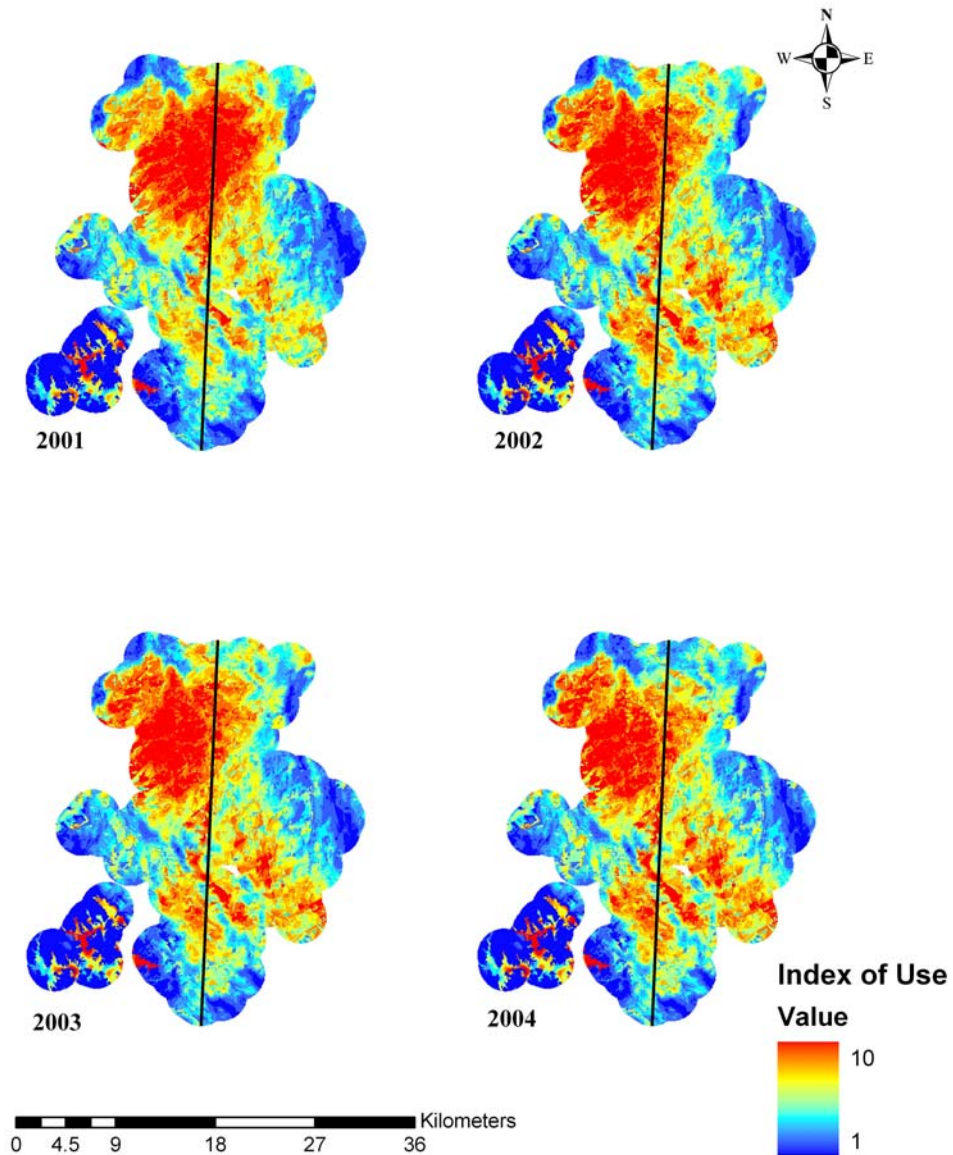 N
W E
S
2001
2002
2003
2004
Index of Use
Value
10
1
Kilometers
0 4.5 9 18 27 36